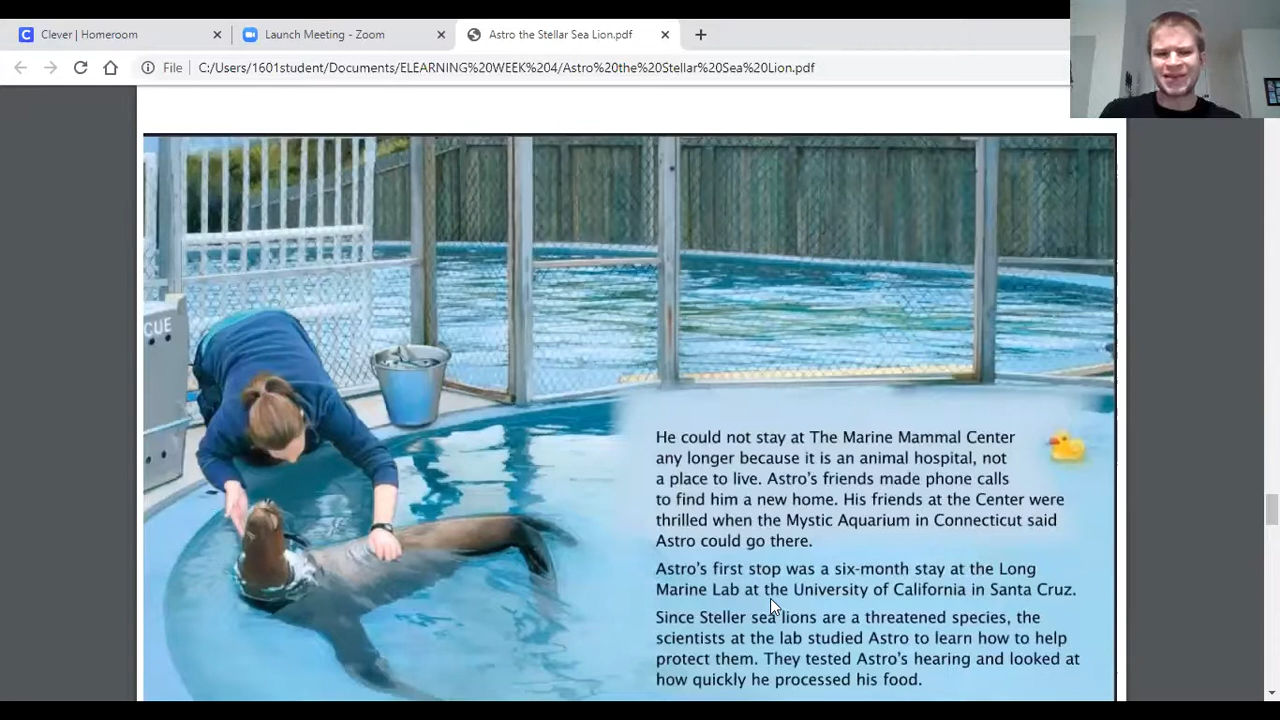 Clever | Homeroom
Launch Meeting - Zoom
Astro the Stellar Sea Lion.pdf
File
C:/Users/1601student/Documents/ELEARNING%20WEEK%204/Astro%20the%20Stellar%20Sea%20Lion.pdf
CUE
He could not stay at The Marine Mammal Center
any longer because it is an animal hospital, not
a place to live. Astro's friends made phone calls
to find him a new home. His friends at the Center were
thrilled when the Mystic Aquarium in Connecticut said
Astro could go there.
Astro's first stop was a six-month stay at the Long
Marine Lab at the University of California in Santa Cruz.
Since Steller sea lions are a threatened species, the
scientists at the lab studied Astro to learn how to help
protect them. They tested Astro's hearing and looked at
how quickly he processed his food.